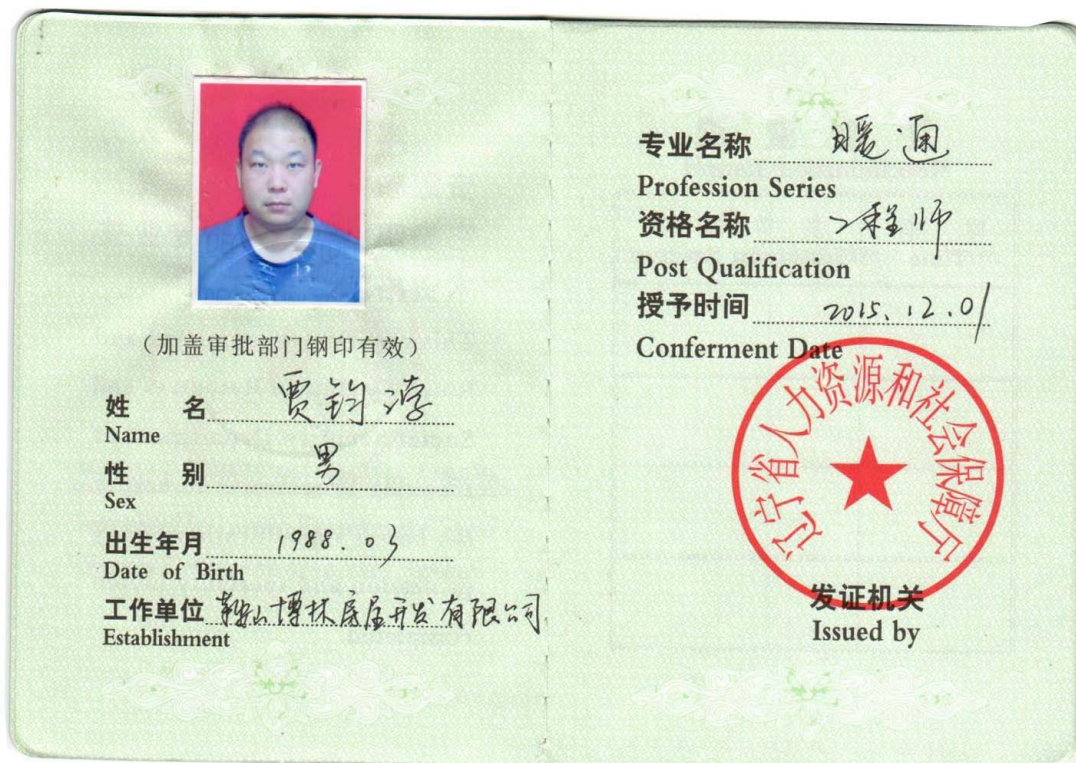 (加盖审批部门钢印有效)
姓 名 贾钧淳
Name
性 别 男
Sex
出生年月 1988.03
Date of Birth
工作单位 鞍山博林房屋开发有限公司
Establishment
专业名称 暖通
Profession Series
资格名称 工程师
Post Qualification
授予时间 2015.12.01
Conferment Date
辽宁省人力资源和社会保障厅
发证机关
Issued by